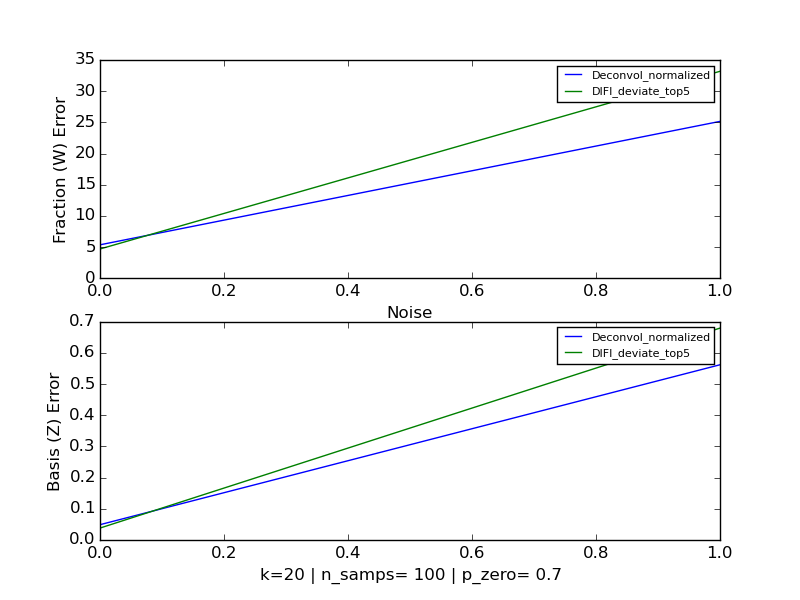 35
30
25
20
15
10
5
0
Fraction (W) Error
Deconvol_normalized
DIFI_deviate_top5
0.0 0.2 0.4 0.6 0.8 1.0
Noise
0.7
0.6
0.5
0.4
0.3
0.2
0.1
0.0
Basis (Z) Error
Deconvol_normalized
DIFI_deviate_top5
0.0 0.2 0.4 0.6 0.8 1.0
k=20 | n_samps= 100 | p_zero= 0.7